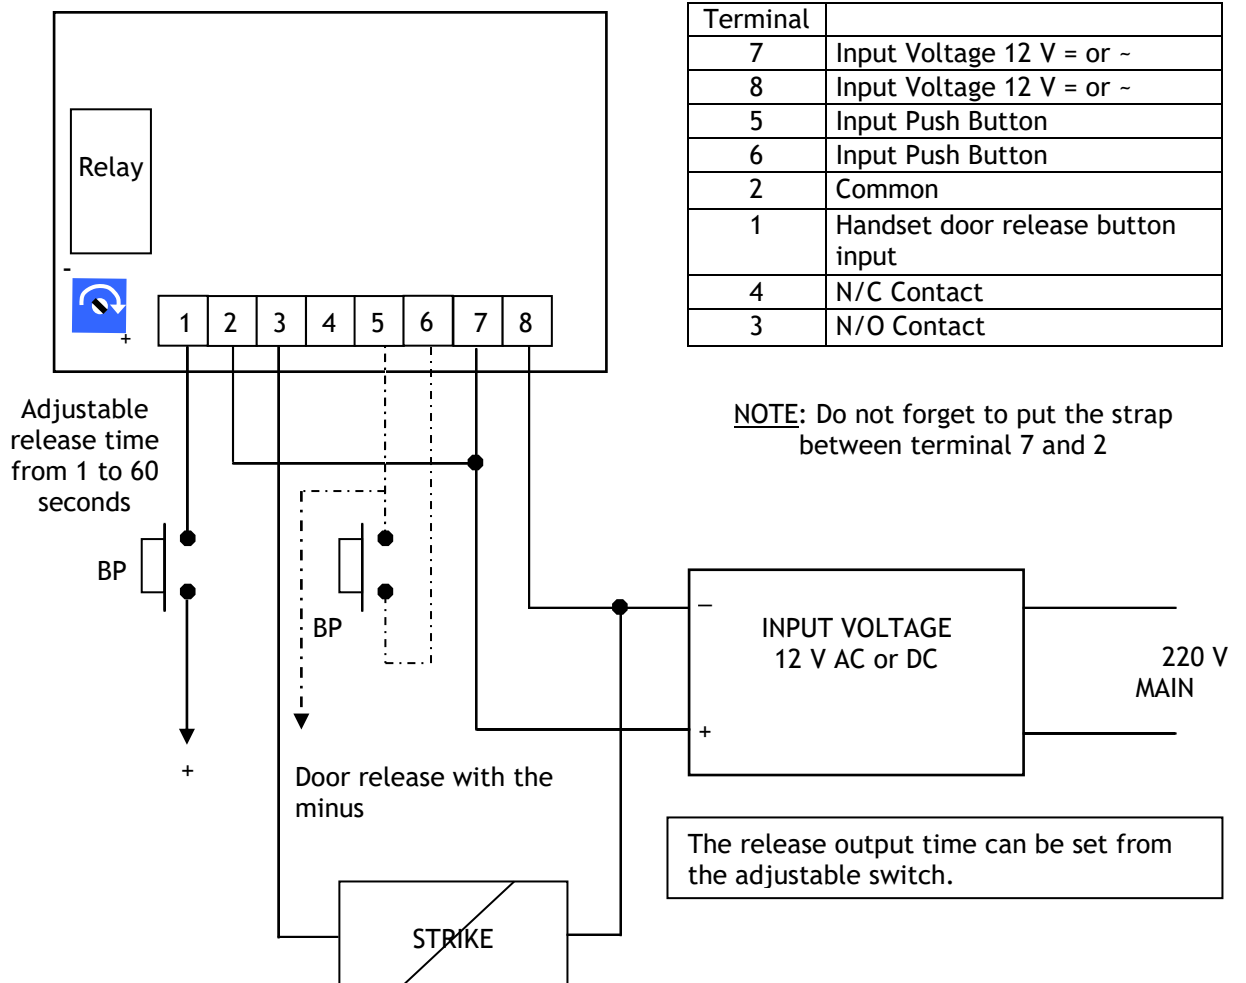 Terminal
7 Input Voltage 12 V = or ~
8 Input Voltage 12 V = or ~
5 Input Push Button
6 Input Push Button
2 Common
1 Handset door release button
input
4 N/C Contact
3 N/O Contact
Relay
-
+
1 2 3 4 5 6 7 8
Adjustable
release time
from 1 to 60
seconds
NOTE: Do not forget to put the strap
between terminal 7 and 2
BP
BP
+
Door release with the
minus
–
INPUT VOLTAGE
12 V AC or DC
+
220 V
MAIN
The release output time can be set from
the adjustable switch.
STRIKE